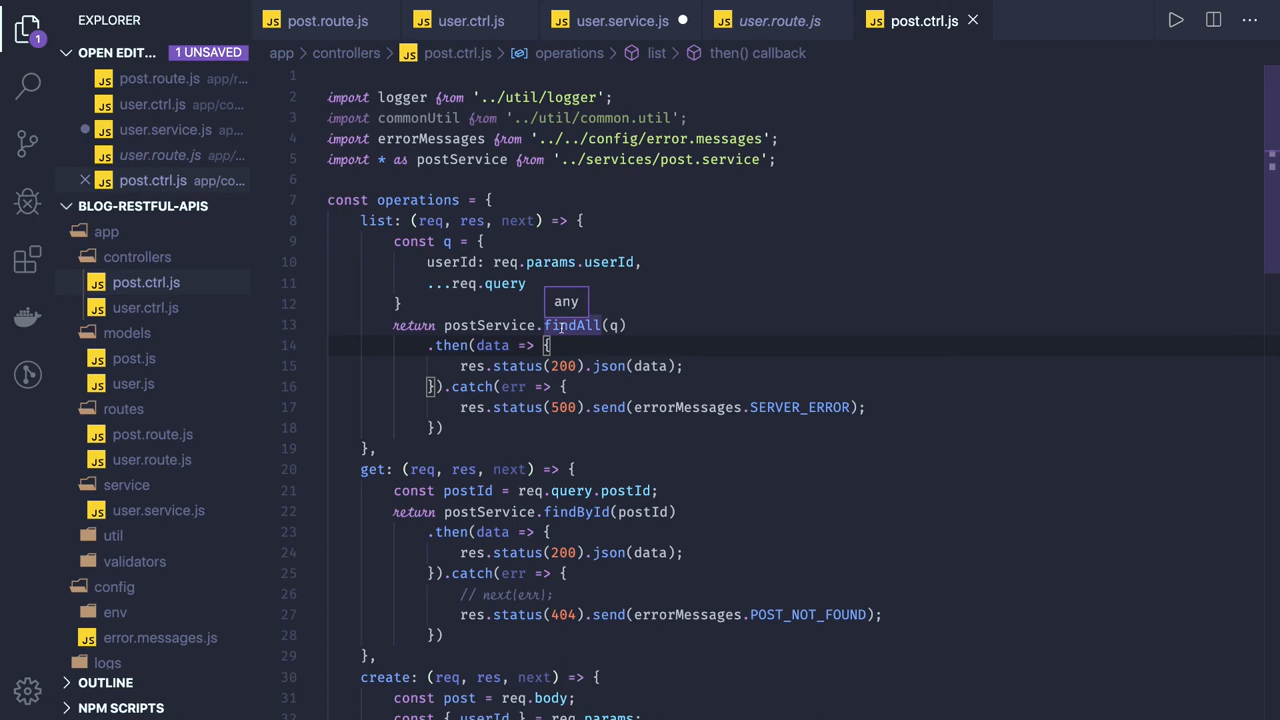 EXPLORER
OPEN EDIT... 1 UNSAVED
JS post.route.js app/r...
JS user.ctrl.js app/co...
JS user.service.js ap...
JS user.route.js app/...
JS post.ctrl.js app/co...
BLOG-RESTFUL-APIS
app
controllers
JS post.ctrl.js
JS user.ctrl.js
models
JS post.js
JS user.js
routes
JS post.route.js
JS user.route.js
service
JS user.service.js
util
validators
config
env
JS error.messages.js
logs
OUTLINE
NPM SCRIPTS
1
JS post.route.js JS user.ctrl.js JS user.service.js JS user.route.js JS post.ctrl.js
app > controllers > JS post.ctrl.js > operations > list > then() callback
1
2 import logger from '../util/logger';
3 import commonUtil from '../util/common.util';
4 import errorMessages from '../../config/error.messages';
5 import * as postService from '../services/post.service';
6
7 const operations = {
8 list: (req, res, next) => {
9 const q = {
10 userId: req.params.userId,
11 ...req.query
12 }
any
13 return postService.findAll(q)
14 .then(data => {
15 res.status(200).json(data);
16 }).catch(err => {
17 res.status(500).send(errorMessages.SERVER_ERROR);
18 })
19 },
20 get: (req, res, next) => {
21 const postId = req.query.postId;
22 return postService.findById(postId)
23 .then(data => {
24 res.status(200).json(data);
25 }).catch(err => {
26 // next(err);
27 res.status(404).send(errorMessages.POST_NOT_FOUND);
28 })
29 },
30 create: (req, res, next) => {
31 const post = req.body;
32 const { userId } = req.params;